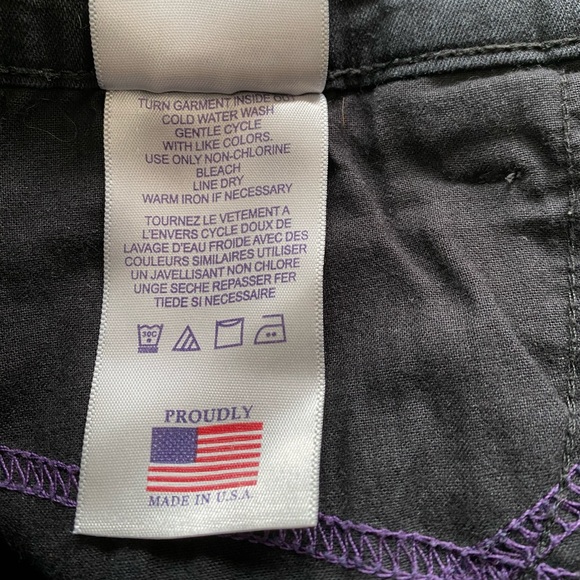 TURN GARMENT INSIDE OUT
COLD WATER WASH
GENTLE CYCLE
WITH LIKE COLORS.
USE ONLY NON-CHLORINE
BLEACH
LINE DRY
WARM IRON IF NECESSARY
TOURNEZ LE VETEMENT A
L'ENVERS CYCLE DOUX DE
LAVAGE D'EAU FROIDE AVEC DES
COULEURS SIMILAIRES UTILISER
UN JAVELLISANT NON CHLORE
UNGE SECHE REPASSER FER
TIEDE SI NECESSAIRE
30C
PROUDLY
MADE IN U.S.A.